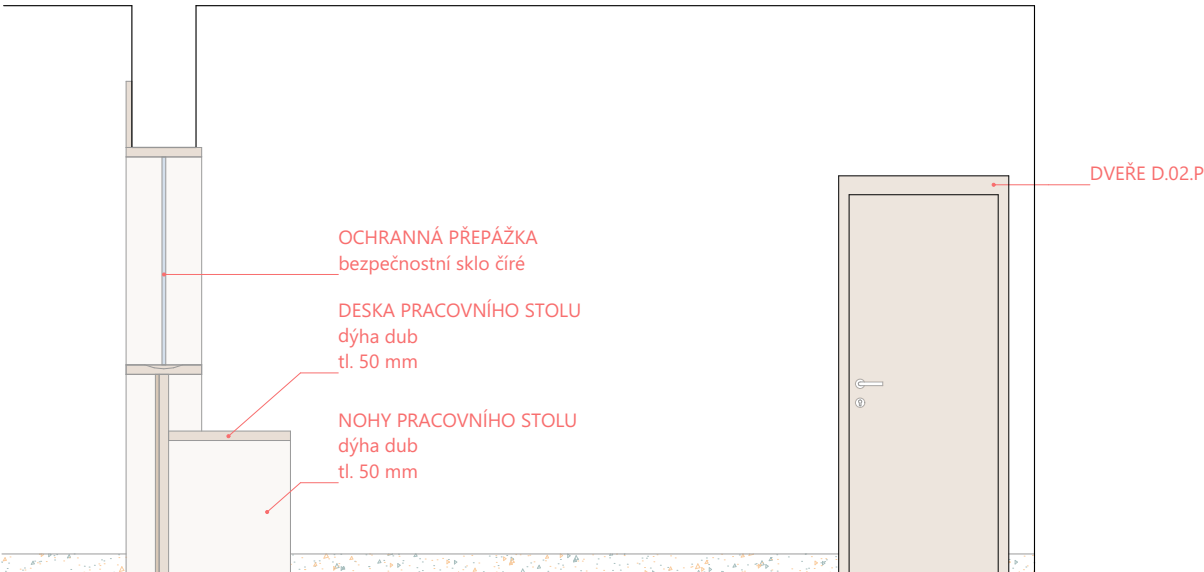 DVEŘE D.02.P
OCHRANNÁ PŘEPÁŽKA
bezpečnostní sklo číré
DESKA PRACOVNÍHO STOLU
dýha dub
tl. 50 mm
NOHY PRACOVNÍHO STOLU
dýha dub
tl. 50 mm